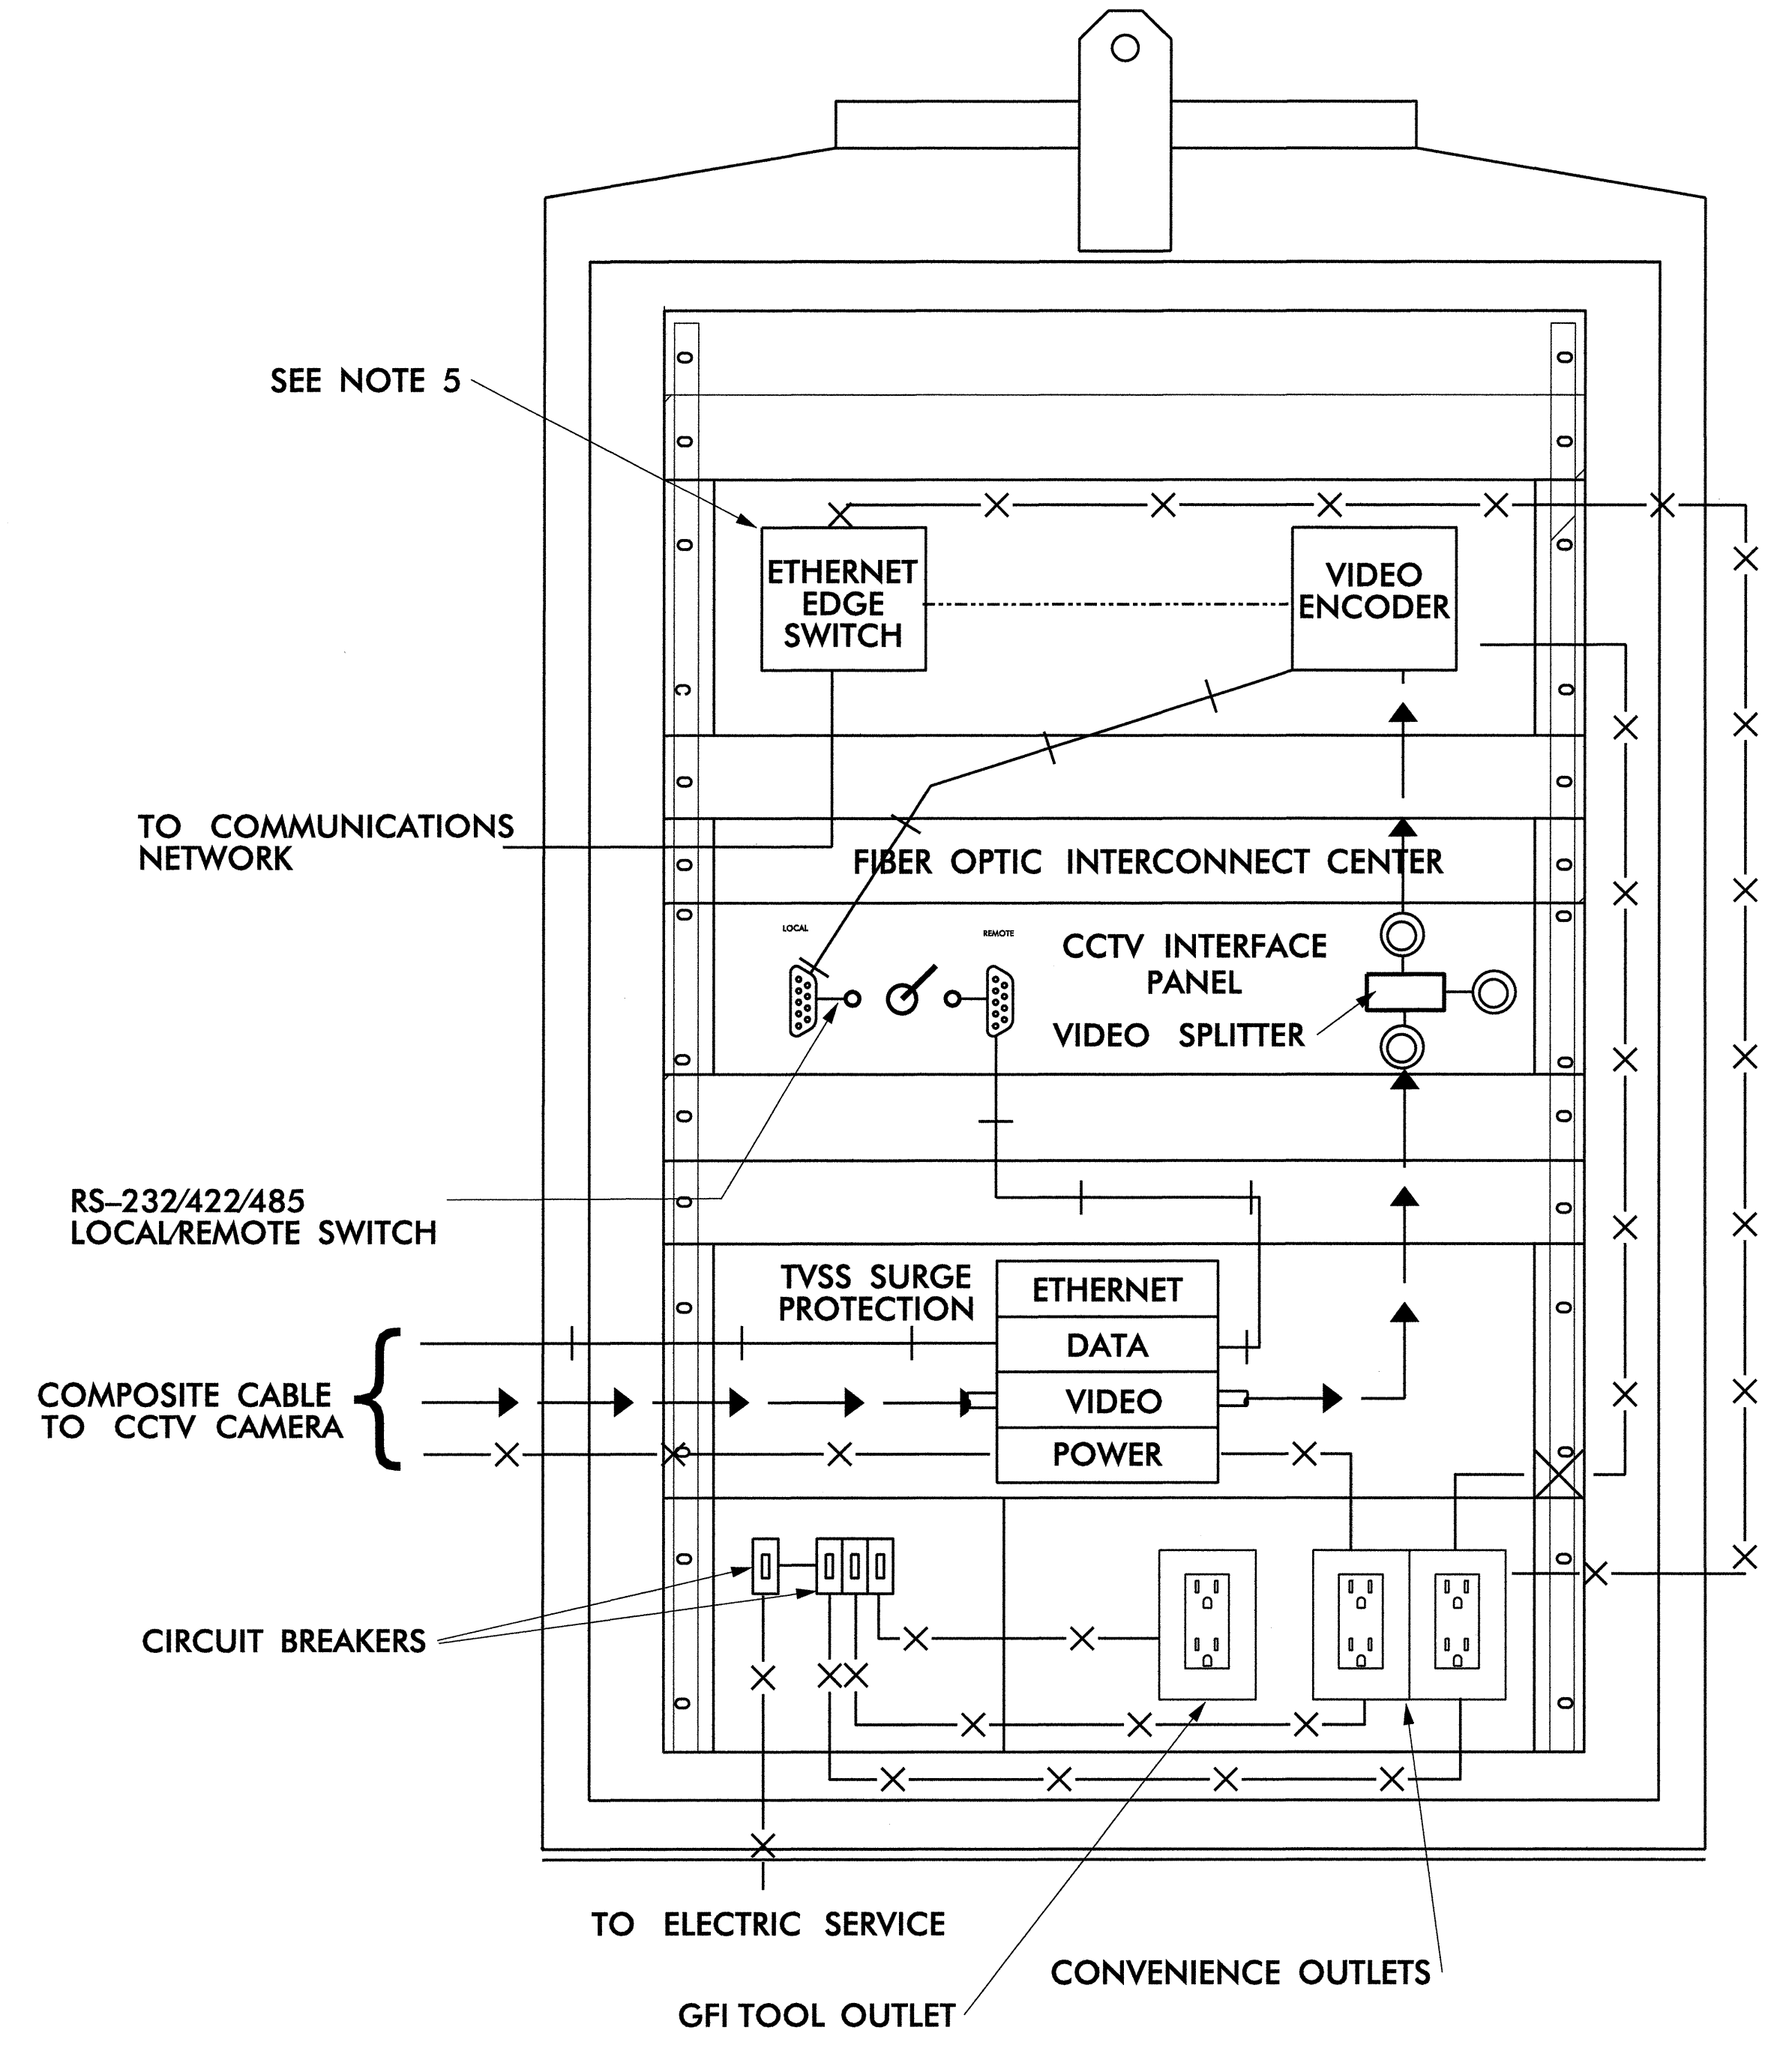 SEE NOTE 5
ETHERNET
EDGE
SWITCH
VIDEO
ENCODER
TO COMMUNICATIONS
NETWORK
FIBER OPTIC INTERCONNECT CENTER
LOCAL
REMOTE
CCTV INTERFACE
PANEL
VIDEO SPLITTER
RS-232/422/485
LOCAL/REMOTE SWITCH
TVSS SURGE
PROTECTION
ETHERNET
DATA
VIDEO
POWER
COMPOSITE CABLE
TO CCTV CAMERA
CIRCUIT BREAKERS
TO ELECTRIC SERVICE
CONVENIENCE OUTLETS
GFI TOOL OUTLET